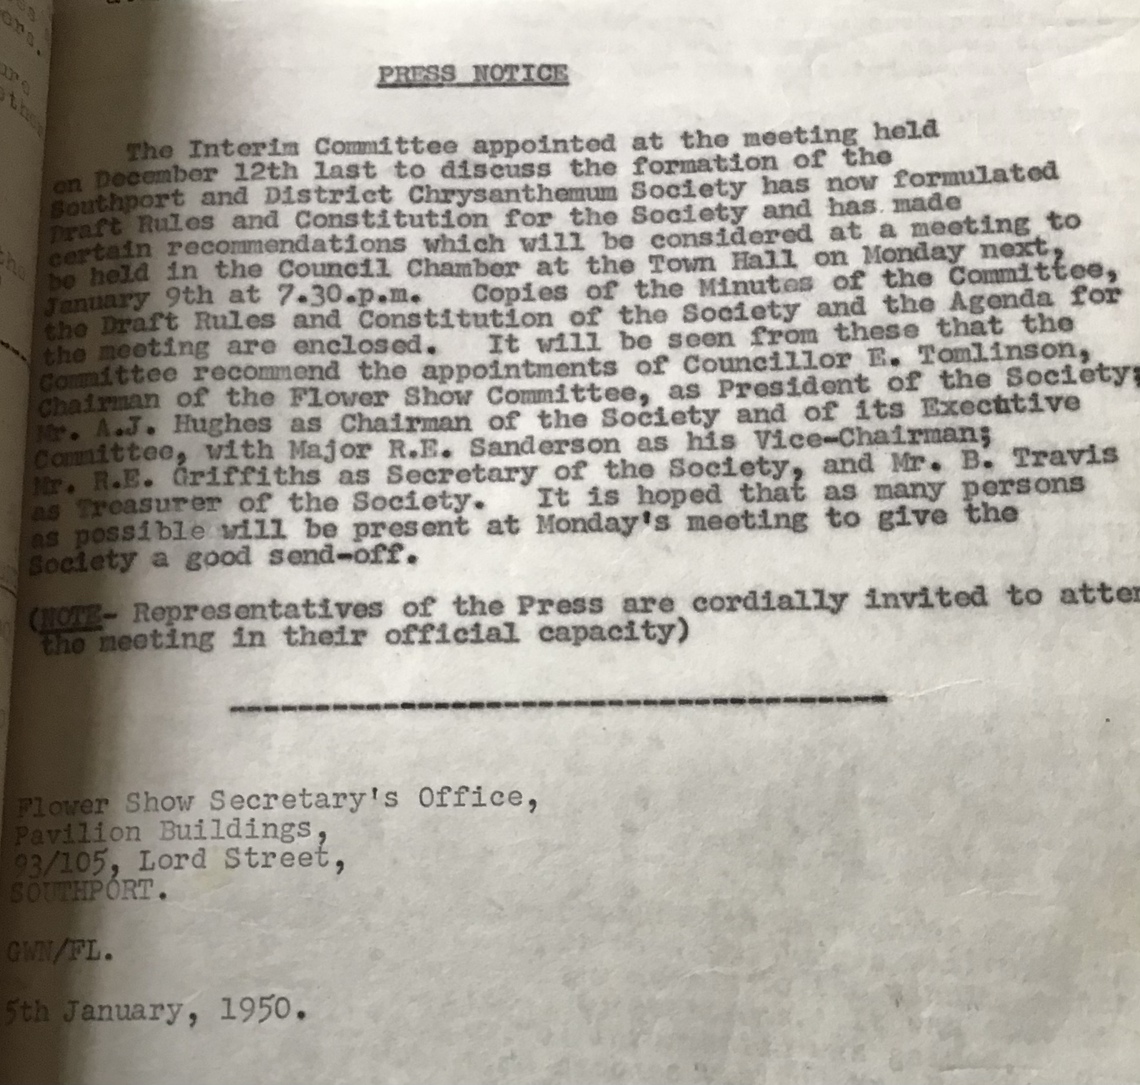 PRESS NOTICE
The Interim Committee appointed at the meeting held
on December 12th last to discuss the formation of the
Southport and District Chrysanthemum Society has now formulated
Draft Rules and Constitution for the Society and has made
certain recommendations which will be considered at a meeting to
be held in the Council Chamber at the Town Hall on Monday next,
January 9th at 7.30.p.m. Copies of the Minutes of the Committee,
the Draft Rules and Constitution of the Society and the Agenda for
the meeting are enclosed. It will be seen from these that the
Committee recommend the appointments of Councillor E. Tomlinson,
Chairman of the Flower Show Committee, as President of the Society;
Mr. A.J. Hughes as Chairman of the Society and of its Executive
Committee, with Major R.E. Sanderson as his Vice-Chairman;
Mr. R.E. Griffiths as Secretary of the Society, and Mr. B. Travis
as Treasurer of the Society. It is hoped that as many persons
as possible will be present at Monday's meeting to give the
Society a good send-off.
(NOTE- Representatives of the Press are cordially invited to atten
the meeting in their official capacity)
Flower Show Secretary's Office,
Pavilion Buildings,
93/105, Lord Street,
SOUTHPORT.
GWN/FL.
5th January, 1950.